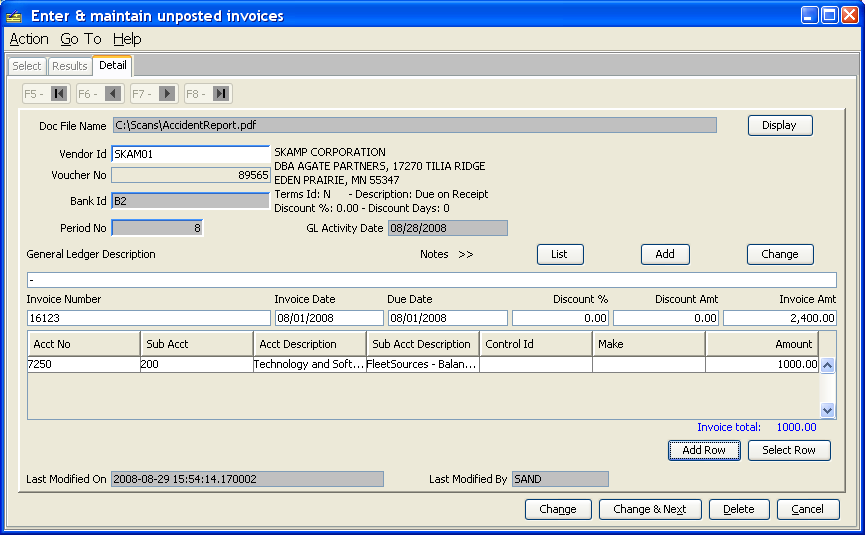 Enter & maintain unposted invoices
Action Go To Help
Select Results Detail
F5 - F6 - F7 - F8 -
Doc File Name C:\Scans\AccidentReport.pdf Display
Vendor Id SKAM01 SKAMP CORPORATION
DBA AGATE PARTNERS, 17270 TILIA RIDGE
Voucher No 89565
EDEN PRAIRIE, MN 55347
Bank Id B2 Terms Id: N - Description: Due on Receipt
Discount %: 0.00 - Discount Days: 0
Period No 8 GL Activity Date 08/28/2008
General Ledger Description Notes >> List Add Change
-
Invoice Number Invoice Date Due Date Discount % Discount Amt Invoice Amt
16123 08/01/2008 08/01/2008 0.00 0.00 2,400.00
Acct No Sub Acct Acct Description Sub Acct Description Control Id Make Amount
7250 200 Technology and Soft... FleetSources - Balan... 1000.00
Invoice total: 1000.00
Add Row Select Row
Last Modified On 2008-08-29 15:54:14.170002 Last Modified By SAND
Change Change & Next Delete Cancel